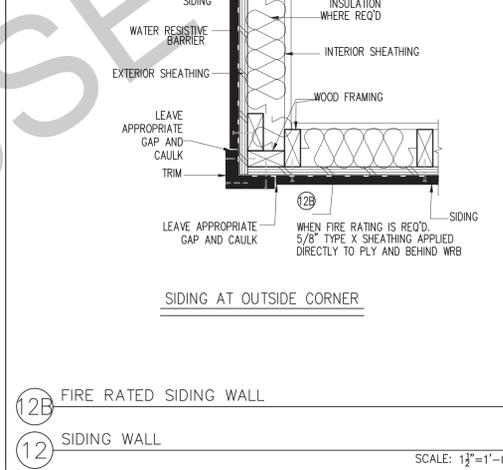 SIDING
INSULATION
WHERE REQ'D
WATER RESISTIVE
BARRIER
INTERIOR SHEATHING
EXTERIOR SHEATHING
WOOD FRAMING
LEAVE
APPROPRIATE
GAP AND
CAULK
TRIM
12B
SIDING
LEAVE APPROPRIATE
GAP AND CAULK
WHEN FIRE RATING IS REQ'D.
5/8" TYPE X SHEATHING APPLIED
DIRECTLY TO PLY AND BEHIND WRB
SIDING AT OUTSIDE CORNER
12B FIRE RATED SIDING WALL
12 SIDING WALL
SCALE: 1½"=1'-